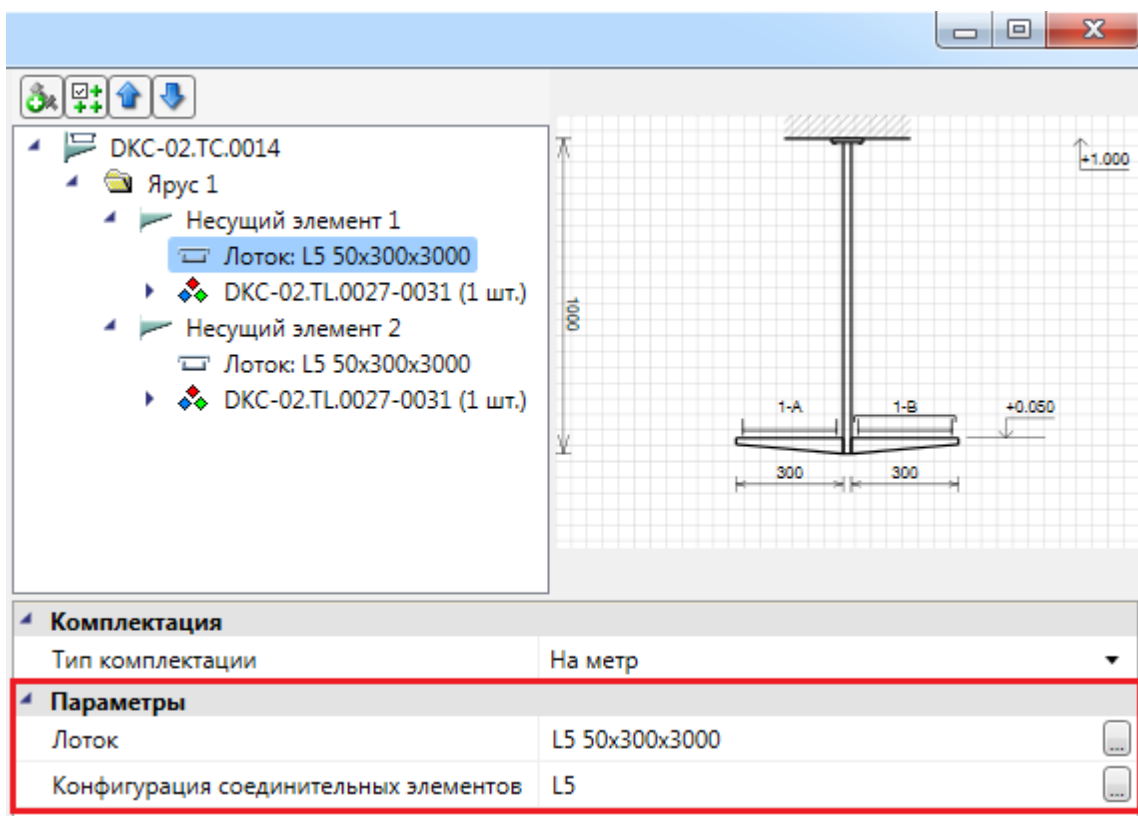 DKC-02.TC.0014
Ярус 1
Несущий элемент 1
Лоток: L5 50x300x3000
DKC-02.TL.0027-0031 (1 шт.)
Несущий элемент 2
Лоток: L5 50x300x3000
DKC-02.TL.0027-0031 (1 шт.)
+1.000
1000
1-A 1-B +0.050
300 300
Комплектация
Тип комплектации На метр
Параметры
Лоток L5 50x300x3000 ...
Конфигурация соединительных элементов L5 ...